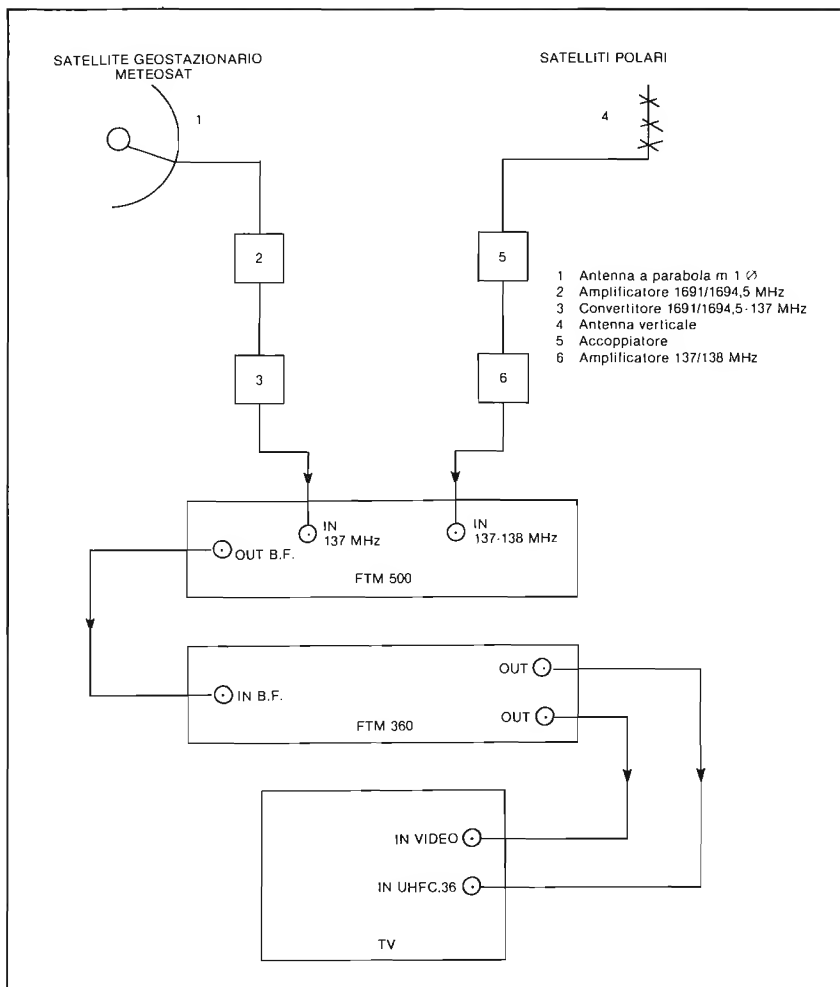 SATELLITE GEOSTAZIONARIO
METEOSAT
SATELLITI POLARI
1
4
2
5
3
6
1 Antenna a parabola m 1 Ø
2 Amplificatore 1691/1694,5 MHz
3 Convertitore 1691/1694,5-137 MHz
4 Antenna verticale
5 Accoppiatore
6 Amplificatore 137/138 MHz
IN
137 MHz
IN
137-138 MHz
OUT B.F.
FTM 500
OUT
IN B.F.
OUT
FTM 360
IN VIDEO
IN UHFC.36
TV